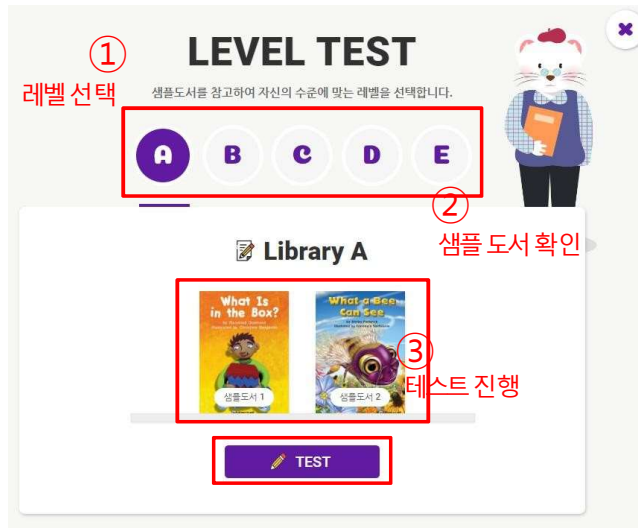 ①
레벨 선택
LEVEL TEST
샘플도서를 참고하여 자신의 수준에 맞는 레벨을 선택합니다.
A B C D E
②
샘플 도서 확인
Library A
What Is
in the Box?
샘플도서 1
What a Bee
Can See
샘플도서 2
③
테스트 진행
TEST